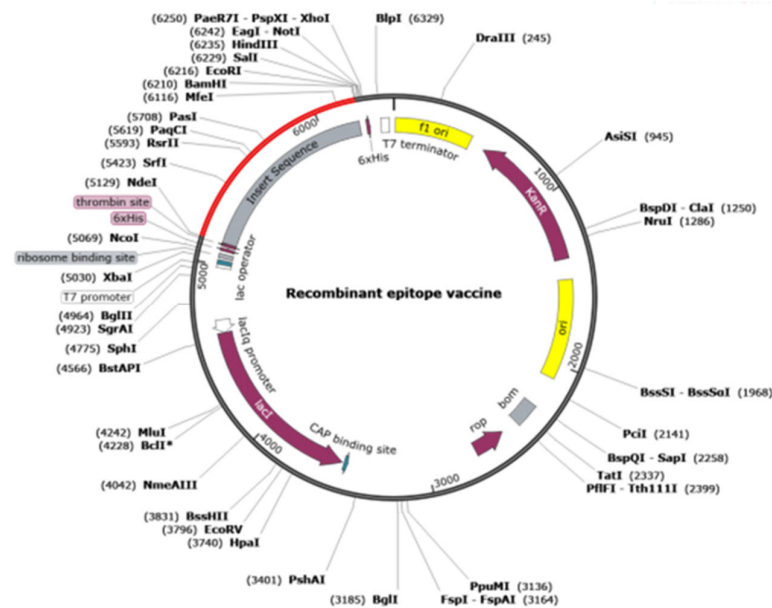 (6250) PaeR7I - PspXI - XhoI
(6242) EagI - NotI
(6235) HindIII
(6229) SalI
(6216) EcoRI
(6210) BamHI
(6116) MfeI
(5708) PasI
(5619) PaqCI
(5593) RsrII
(5423) SrfI
(5129) NdeI
thrombin site
6xHis
(5069) NcoI
ribosome binding site
(5030) XbaI
T7 promoter
(4964) BglII
(4923) SgrAI
(4775) SphI
(4566) BstAPI
(4242) MluI
(4228) BclI*
(4042) NmeAIII
(3831) BssHII
(3796) EcoRV
(3740) HpaI
(3401) PshAI
(3185) BglI
BlpI (6329)
DraIII (245)
AsiSI (945)
BspDI - ClaI (1250)
NruI (1286)
BssSI - BssSαI (1968)
PciI (2141)
BspQI - SapI (2258)
TatI (2337)
PflFI - Tth111I (2399)
PpuMI (3136)
FspI - FspAI (3164)
6000
Insert Sequence
6xHis
T7 terminator
f1 ori
1000
KanR
ori
2000
bom
rop
3000
CAP binding site
4000
lacI
lacIq promoter
5000
lac operator
Recombinant epitope vaccine